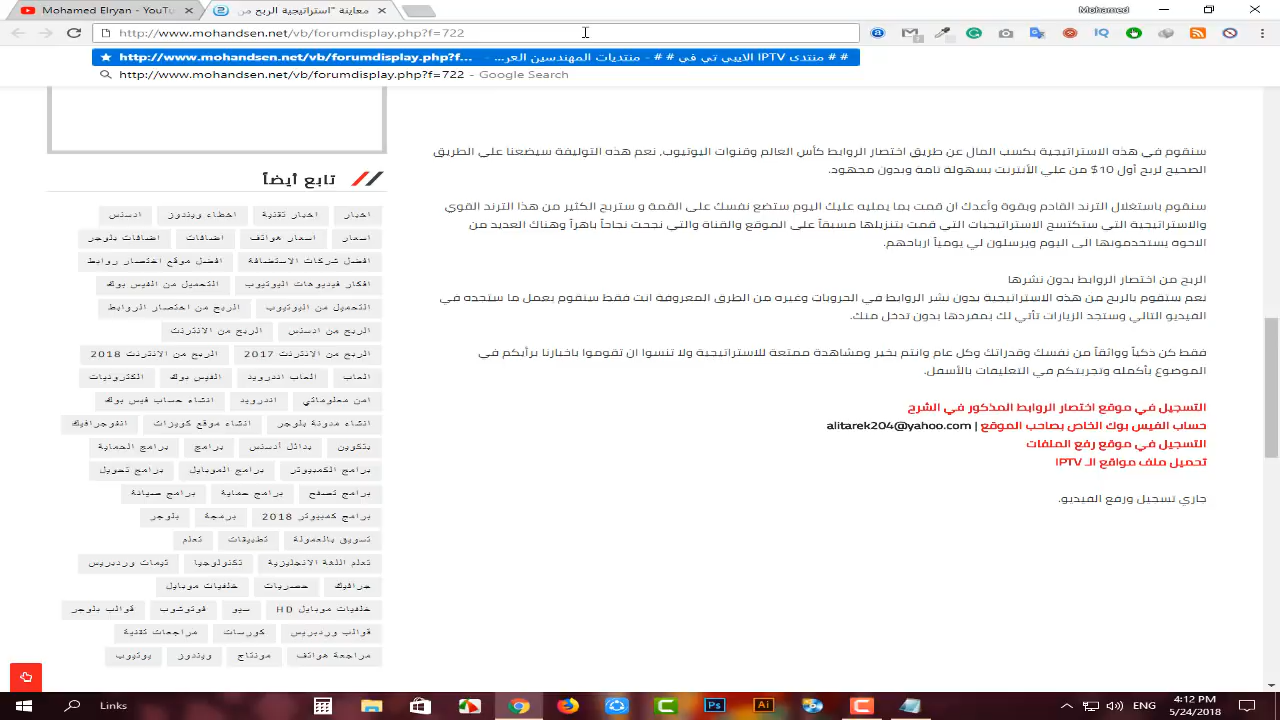 Mohamed Elryan - YouTu
معاينة "استراتيجية الربح من
Mohamed
http://www.mohandsen.net/vb/forumdisplay.php?f=722
http://www.mohandsen.net/vb/forumdisplay.php?f... - # # منتدى IPTV الايبي تي في # # - منتديات المهندسين العر...
http://www.mohandsen.net/vb/forumdisplay.php?f=722 - Google Search
سنقوم في هذه الاستراتيجية بكسب المال عن طريق اختصار الروابط كأس العالم وقنوات اليوتيوب, نعم هذه التوليفة سيضعنا على الطريق
الصحيح لربح أول 10$ من علي الأنترنت بسهولة تامة وبدون مجهود.
سنقوم باستغلال الترند القادم وبقوة وأعدك ان قمت بما يمليه عليك اليوم ستضع نفسك على القمة و ستربح الكثير من هذا الترند القوي
والاستراتيجية التى ستكتسح الاستراتيجيات التى قمت بتنزيلها مسبقاً على الموقع والقناة والتي نجحت نجاحاً باهراً وهناك العديد من
الاخوه يستخدمونها الى اليوم ويرسلون لي يومياً ارباحهم.
الربح من اختصار الروابط بدون نشرها
نعم ستقوم بالربح من هذه الاستراتيجية بدون نشر الروابط في الجروبات وغيره من الطرق المعروفة انت فقط سنقوم بعمل ما ستجده في
الفيديو التالي وستجد الزيارات تأتي لك بمفردها بدون تدخل منك.
فقط كن ذكياً وواثقاً من نفسك وقدراتك وكل عام وانتم بخير ومشاهدة ممتعة للاستراتيجية ولا تنسوا ان تقوموا باخبارنا برأيكم في
الموضوع بأكمله وتجربتكم في التعليقات بالأسفل.
التسجيل في موقع اختصار الروابط المذكور في الشرح
حساب الفيس بوك الخاص بصاحب الموقع | alitarek204@yahoo.com
التسجيل في موقع رفع الملفات
تحميل ملف مواقع الـ IPTV
جاري تسجيل ورفع الفيديو.
تابع أيضاً
اخبار اخبار تقنية اخطاء ويندوز ادسنس
اسعار اسعار هواتف اضافات اضافات بلوجر
افضل شركات الاستضافة افضل موقع اختصار روابط
افكار فيديوهات اليوتيوب التحميل من الفيس بوك
التحميل من اليوتيوب الربح من اختصار الروابط
الربح من ادسنس الربح من الانترنت
الربح من الانترنت 2017 الربح من الانترنت 2018
العاب العاب اندرويد الفيس بوك الكترونيات
امن معلوماتي اندرويد انشاء حساب فيس بوك
انشاء مدونة بلوجر انشاء موقع كويزات انفوجرافيك
بتكوين بدائل أدسنس برامج برامج الحماية
برامج الكمبيوتر برامج الموبايل برامج تحويل
برامج تصفح برامج حماية برامج صيانة
برامج كمبيوتر 2018 برمجة بلوجر
تسويق بالعمولة تطبيقات تعلم
تعلم اللغة الانجليزية تكنولوجيا ثيمات وردبريس
جرافيك حصريات خلفيات موبايل
خلفيات موبايل HD سيو فوتوشوب قوالب بلوجر
قوالب وردبريس كورسات مراجعات تقنية
مراجعة هواتف مونتاج ويندوز يوتيوب
Links
ENG
4:12 PM
5/24/2018